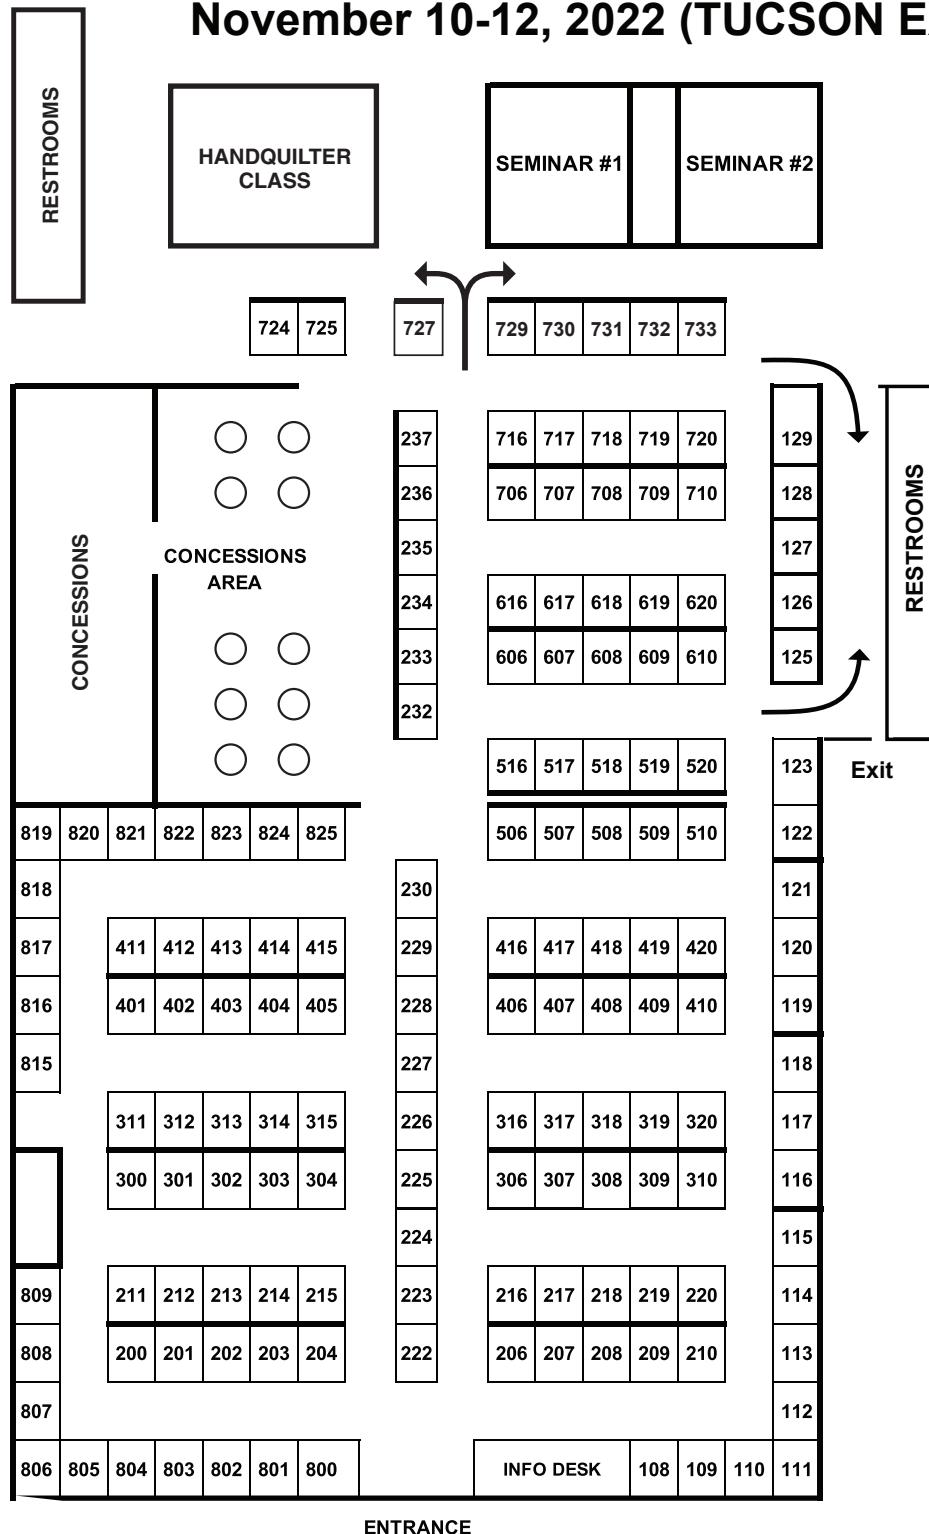 November 10-12, 2022 (TUCSON E
RESTROOMS
HANDQUILTER
CLASS
SEMINAR #1
SEMINAR #2
724 725 727 729 730 731 732 733
237 716 717 718 719 720 129
236 706 707 708 709 710 128
RESTROOMS
CONCESSIONS
CONCESSIONS
AREA
235 127
234 616 617 618 619 620 126
233 606 607 608 609 610 125
232
516 517 518 519 520 123
Exit
819 820 821 822 823 824 825 506 507 508 509 510 122
818 230 121
817 411 412 413 414 415 229 416 417 418 419 420 120
816 401 402 403 404 405 228 406 407 408 409 410 119
815 227 118
311 312 313 314 315 226 316 317 318 319 320 117
300 301 302 303 304 225 306 307 308 309 310 116
224 115
809 211 212 213 214 215 223 216 217 218 219 220 114
808 200 201 202 203 204 222 206 207 208 209 210 113
807 112
806 805 804 803 802 801 800 INFO DESK 108 109 110 111
ENTRANCE